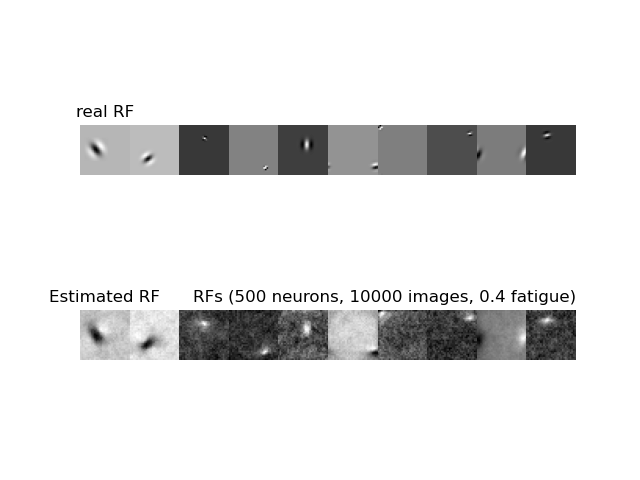 real RF
Estimated RF
RFs (500 neurons, 10000 images, 0.4 fatigue)